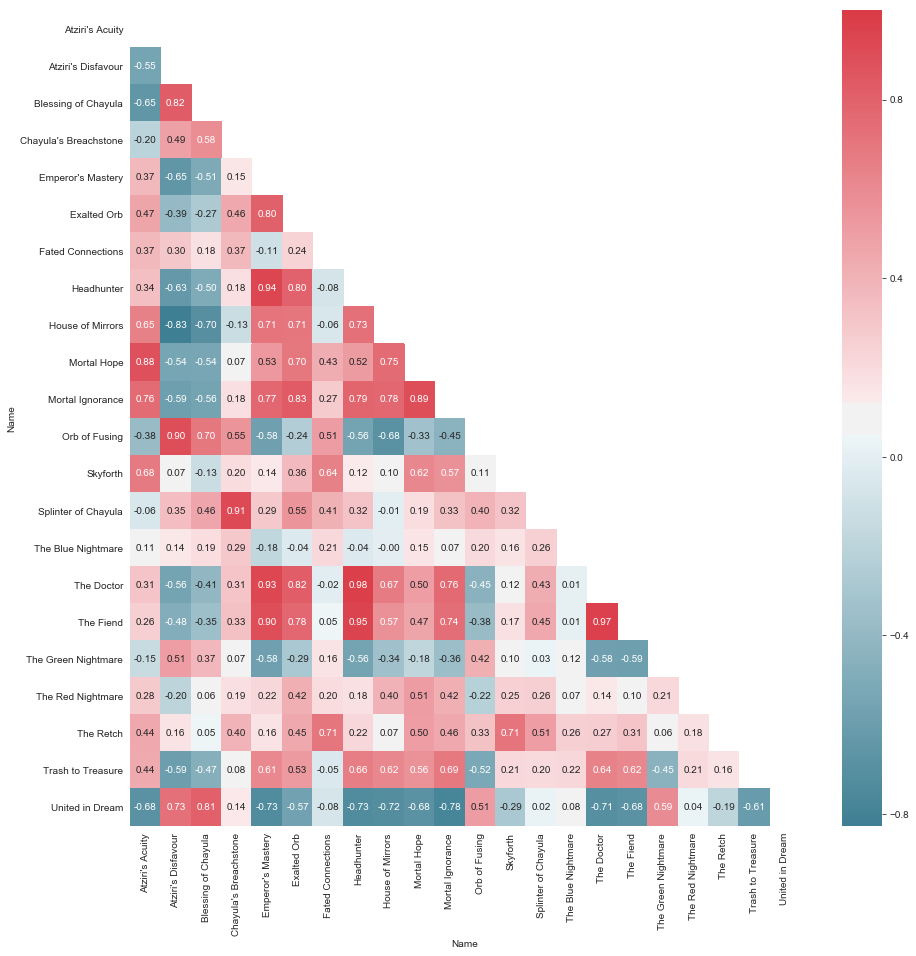 Atziri's Acuity
Atziri's Disfavour -0.55
Blessing of Chayula -0.65 0.82
0.8
Chayula's Breachstone -0.20 0.49 0.58
Emperor's Mastery 0.37 -0.65 -0.51 0.15
Exalted Orb 0.47 -0.39 -0.27 0.46 0.80
Fated Connections 0.37 0.30 0.18 0.37 -0.11 0.24
0.4
Headhunter 0.34 -0.63 -0.50 0.18 0.94 0.80 -0.08
House of Mirrors 0.65 -0.83 -0.70 -0.13 0.71 0.71 -0.06 0.73
Mortal Hope 0.88 -0.54 -0.54 0.07 0.53 0.70 0.43 0.52 0.75
Mortal Ignorance 0.76 -0.59 -0.56 0.18 0.77 0.83 0.27 0.79 0.78 0.89
Name
Orb of Fusing -0.38 0.90 0.70 0.55 -0.58 -0.24 0.51 -0.56 -0.68 -0.33 -0.45
0.0
Skyforth 0.68 0.07 -0.13 0.20 0.14 0.36 0.64 0.12 0.10 0.62 0.57 0.11
Splinter of Chayula -0.06 0.35 0.46 0.91 0.29 0.55 0.41 0.32 -0.01 0.19 0.33 0.40 0.32
The Blue Nightmare 0.11 0.14 0.19 0.29 -0.18 -0.04 0.21 -0.04 -0.00 0.15 0.07 0.20 0.16 0.26
The Doctor 0.31 -0.56 -0.41 0.31 0.93 0.82 -0.02 0.98 0.67 0.50 0.76 -0.45 0.12 0.43 0.01
The Fiend 0.26 -0.48 -0.35 0.33 0.90 0.78 0.05 0.95 0.57 0.47 0.74 -0.38 0.17 0.45 0.01 0.97
−0.4
The Green Nightmare -0.15 0.51 0.37 0.07 -0.58 -0.29 0.16 -0.56 -0.34 -0.18 -0.36 0.42 0.10 0.03 0.12 -0.58 -0.59
The Red Nightmare 0.28 -0.20 0.06 0.19 0.22 0.42 0.20 0.18 0.40 0.51 0.42 -0.22 0.25 0.26 0.07 0.14 0.10 0.21
The Retch 0.44 0.16 0.05 0.40 0.16 0.45 0.71 0.22 0.07 0.50 0.46 0.33 0.71 0.51 0.26 0.27 0.31 0.06 0.18
Trash to Treasure 0.44 -0.59 -0.47 0.08 0.61 0.53 -0.05 0.66 0.62 0.56 0.69 -0.52 0.21 0.20 0.22 0.64 0.62 -0.45 0.21 0.16
United in Dream -0.68 0.73 0.81 0.14 -0.73 -0.57 -0.08 -0.73 -0.72 -0.68 -0.78 0.51 -0.29 0.02 0.08 -0.71 -0.68 0.59 0.04 -0.19 -0.61
−0.8
Atziri's Acuity
Atziri's Disfavour
Blessing of Chayula
Chayula's Breachstone
Emperor's Mastery
Exalted Orb
Fated Connections
Headhunter
House of Mirrors
Mortal Hope
Mortal Ignorance
Orb of Fusing
Skyforth
Splinter of Chayula
The Blue Nightmare
The Doctor
The Fiend
The Green Nightmare
The Red Nightmare
The Retch
Trash to Treasure
United in Dream
Name